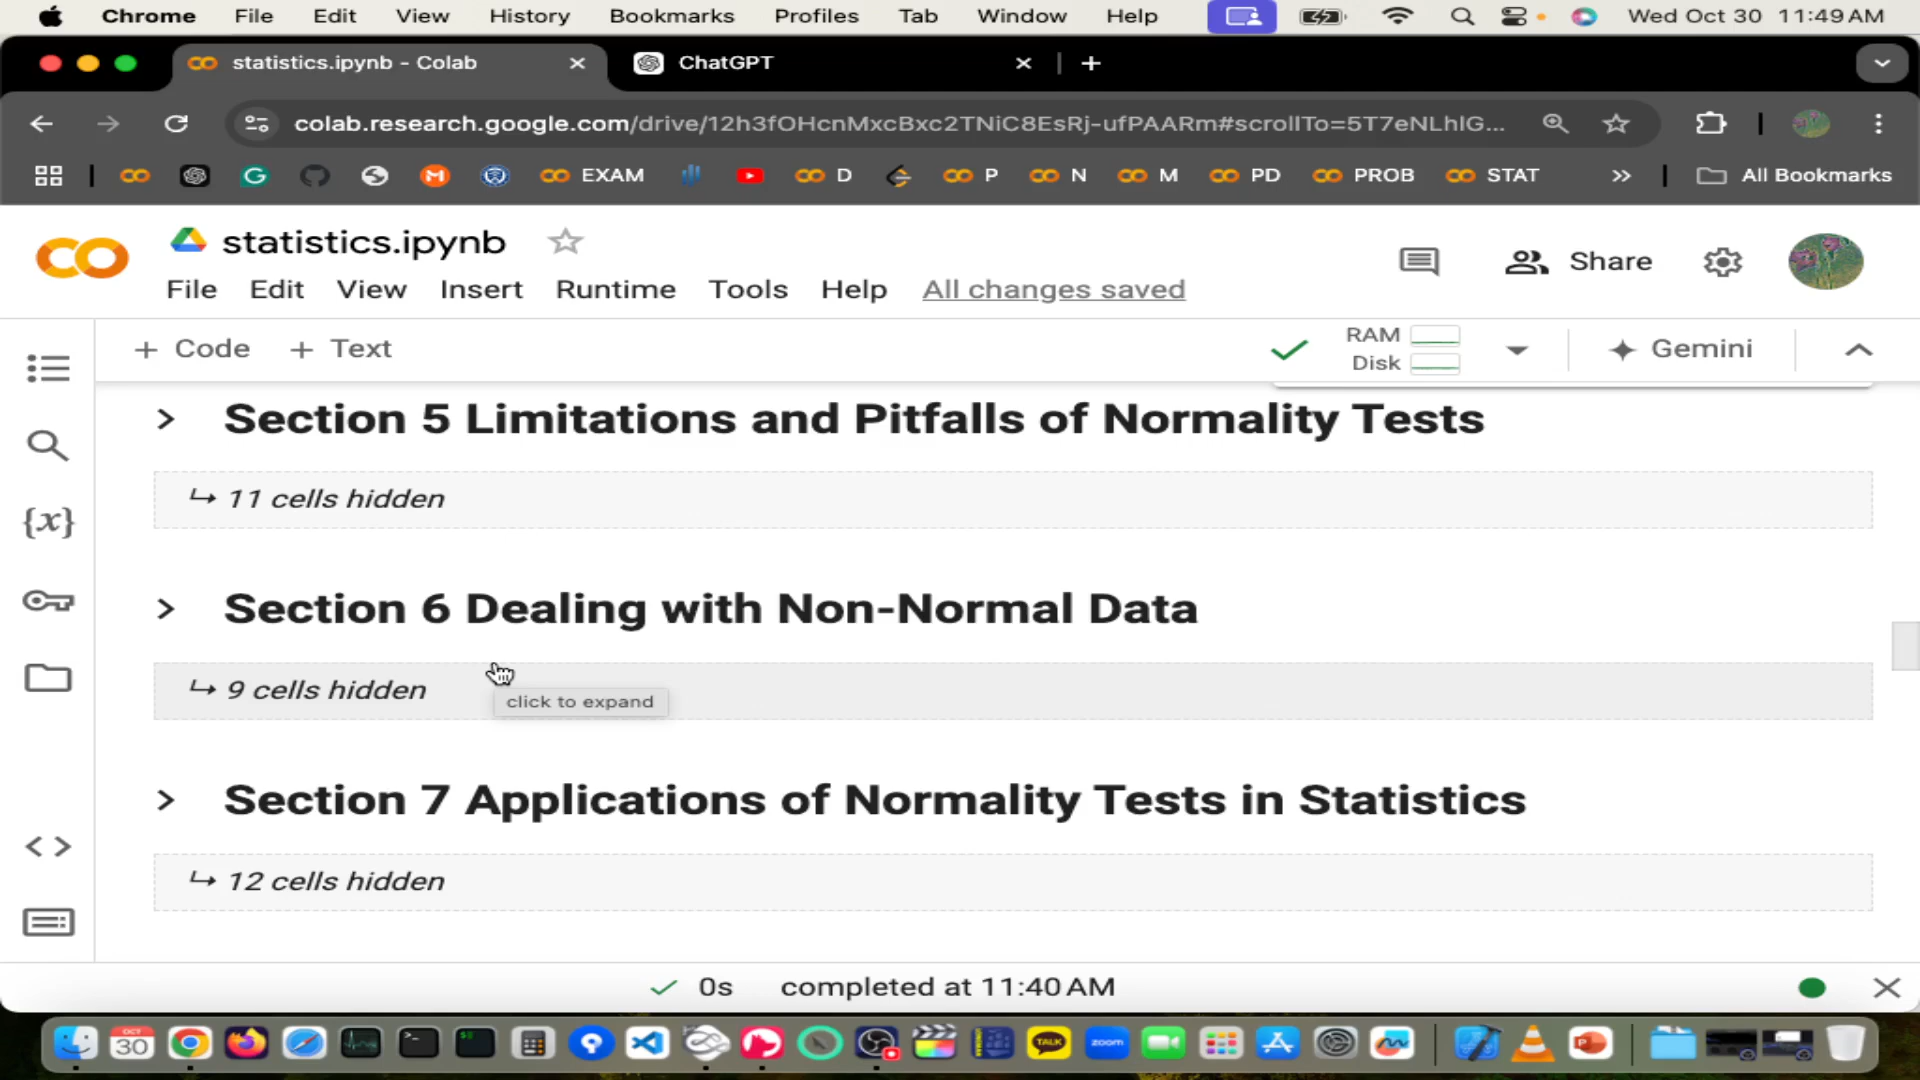 Chrome File Edit View History Bookmarks Profiles Tab Window Help Wed Oct 30 11:49 AM
statistics.ipynb - Colab ChatGPT
colab.research.google.com/drive/12h3fOHcnMxcBxc2TNiC8EsRj-ufPAARm#scrollTo=5T7eNLhlG...
EXAM D P N M PD PROB STAT All Bookmarks
statistics.ipynb
Share
File Edit View Insert Runtime Tools Help All changes saved
+ Code + Text RAM Disk Gemini
Section 5 Limitations and Pitfalls of Normality Tests
11 cells hidden
{x}
Section 6 Dealing with Non-Normal Data
9 cells hidden
click to expand
Section 7 Applications of Normality Tests in Statistics
12 cells hidden
0s completed at 11:40 AM
OCT
30
TALK
zoom